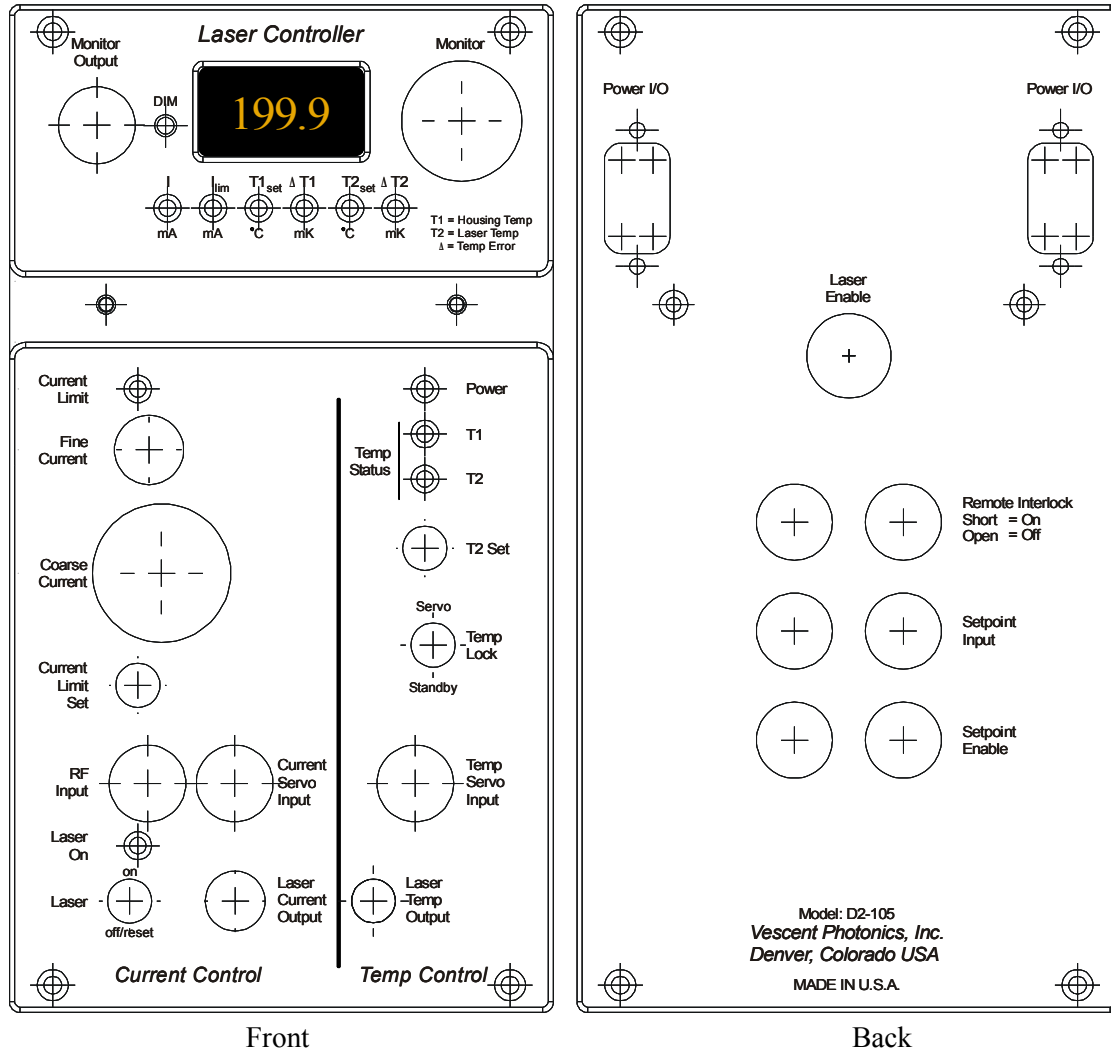 Laser Controller
Monitor
Output
DIM
199.9
Monitor
I
I lim
T1 set
Δ T1
T2 set
Δ T2
mA
mA
°C
mK
°C
mK
T1 = Housing Temp
T2 = Laser Temp
Δ = Temp Error
Current
Limit
Fine
Current
Coarse
Current
Current
Limit
Set
RF
Input
Current
Servo
Input
Laser
On
on
Laser
off/reset
Laser
Current
Output
Current Control
Power
Temp
Status
T1
T2
T2 Set
Servo
Temp
Lock
Standby
Temp
Servo
Input
Laser
Temp
Output
Temp Control
Front
Power I/O
Power I/O
Laser
Enable
Remote Interlock
Short = On
Open = Off
Setpoint
Input
Setpoint
Enable
Model: D2-105
Vescent Photonics, Inc.
Denver, Colorado USA
MADE IN U.S.A.
Back